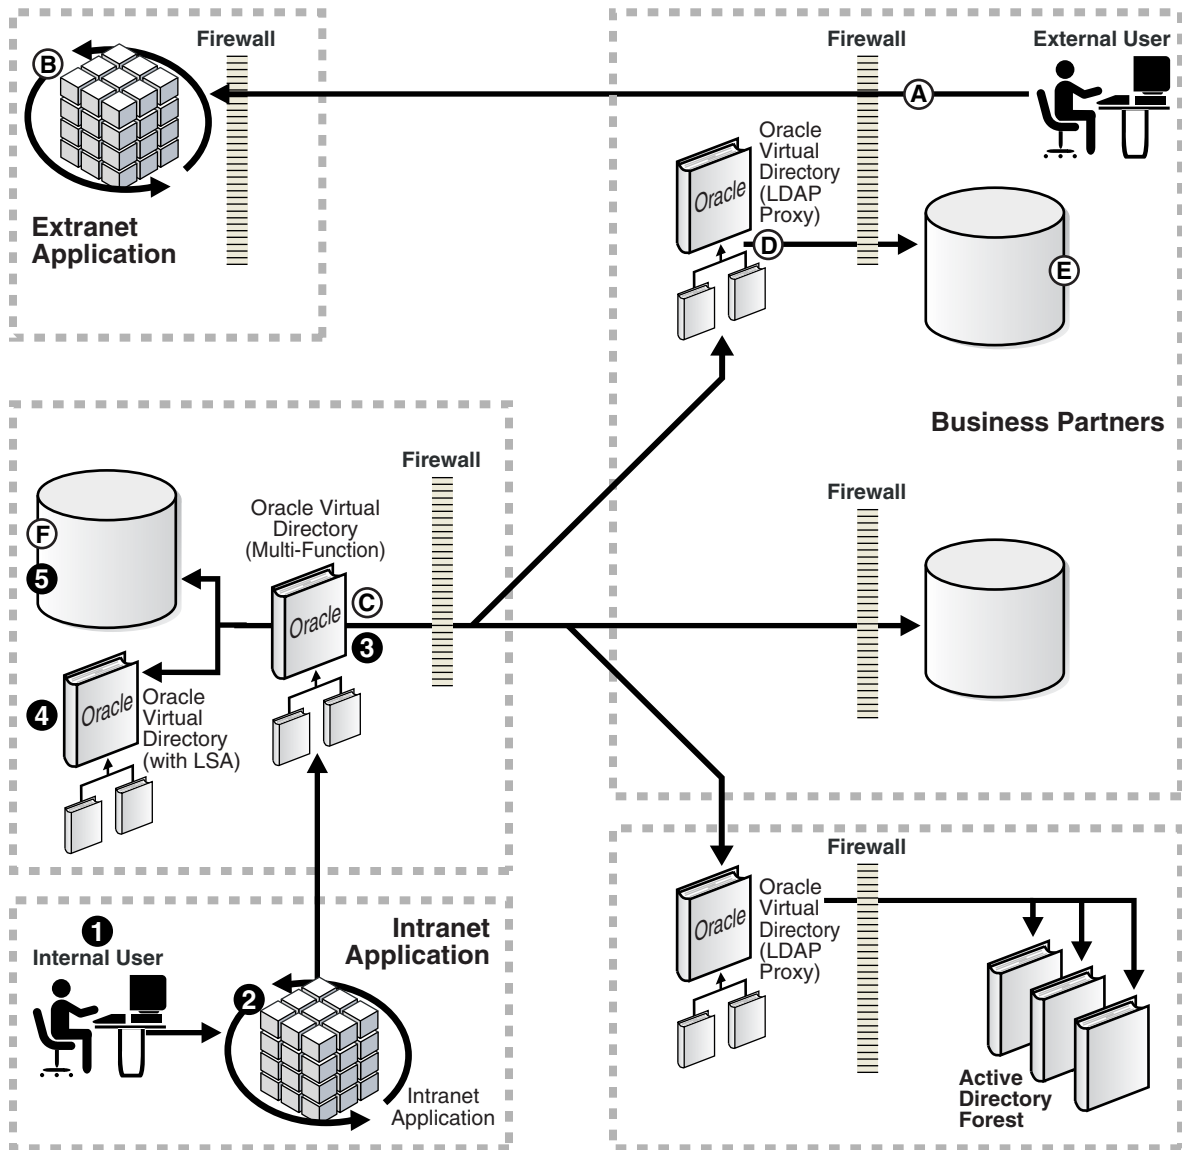 Firewall
B
Extranet
Application
Firewall
External User
A
Oracle
Virtual
Directory
(LDAP
Proxy)
Oracle
D
E
Business Partners
Firewall
Firewall
Oracle Virtual
Directory
(Multi-Function)
F
5
Oracle
C
3
4
Oracle
Oracle
Virtual
Directory
(with LSA)
1
Internal User
Intranet
Application
2
Intranet
Application
Firewall
Oracle
Oracle
Virtual
Directory
(LDAP
Proxy)
Active
Directory
Forest